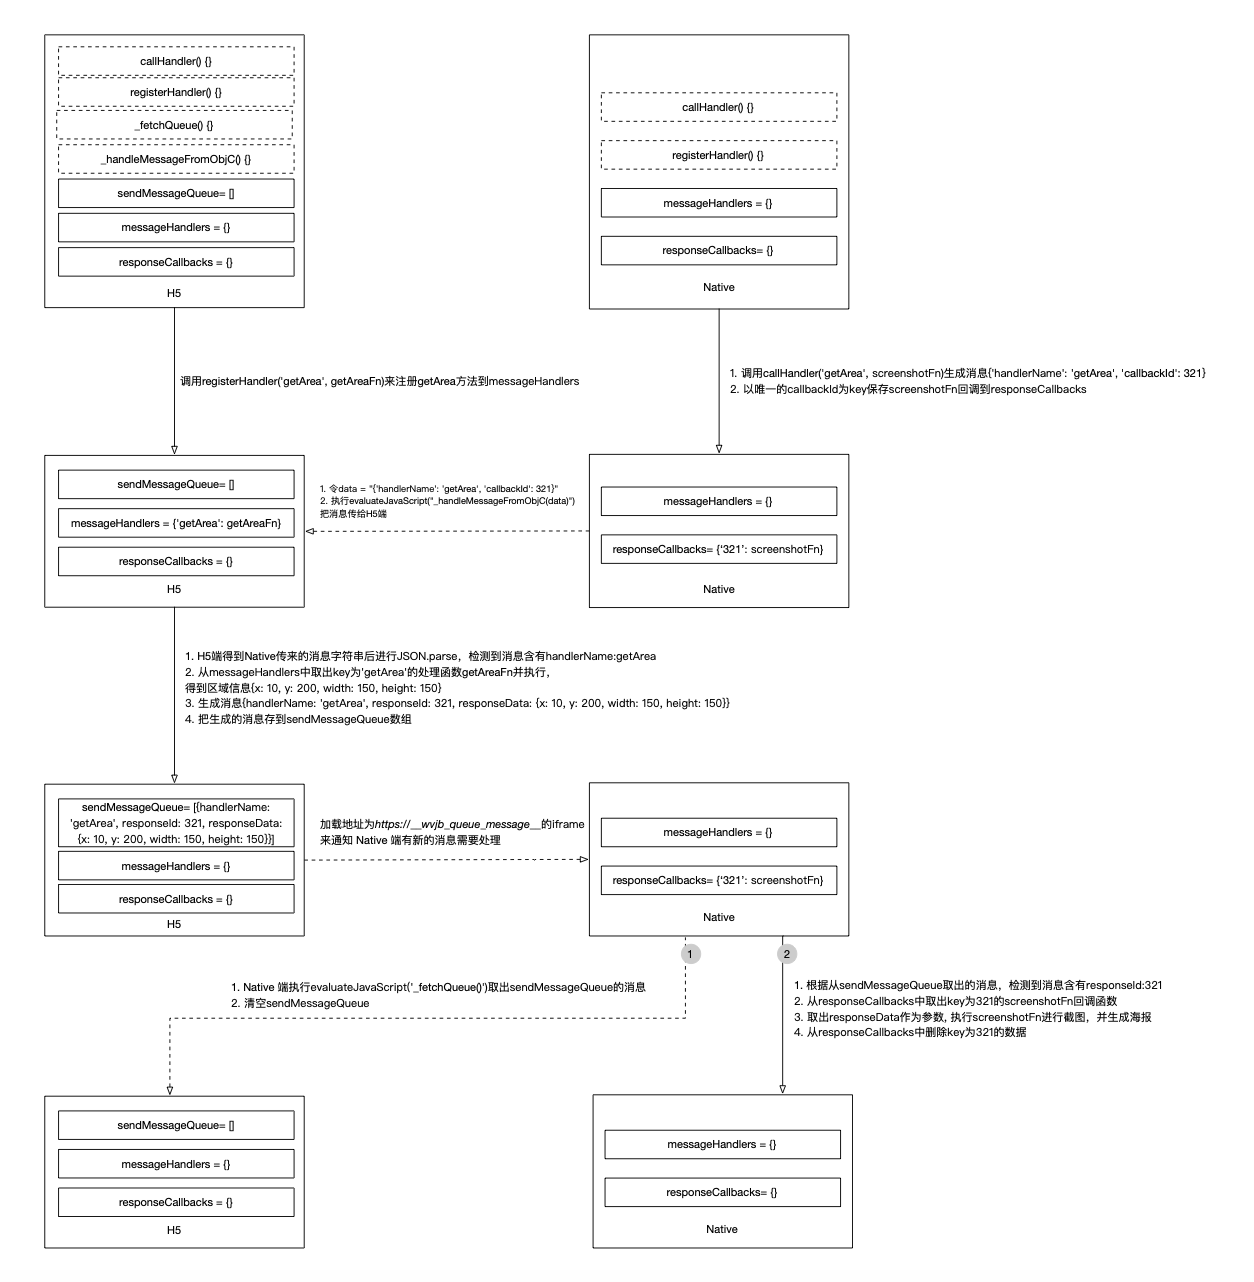 callHandler() {}
registerHandler() {}
_fetchQueue() {}
_handleMessageFromObjC() {}
sendMessageQueue= []
messageHandlers = {}
responseCallbacks = {}
H5
callHandler() {}
registerHandler() {}
messageHandlers = {}
responseCallbacks= {}
Native
调用registerHandler('getArea', getAreaFn)来注册getArea方法到messageHandlers
1. 调用callHandler('getArea', screenshotFn)生成消息{'handlerName': 'getArea', 'callbackId': 321}
2. 以唯一的callbackId为key保存screenshotFn回调到responseCallbacks
sendMessageQueue= []
messageHandlers = {'getArea': getAreaFn}
responseCallbacks = {}
H5
1. 令data = "{'handlerName': 'getArea', 'callbackId': 321}"
2. 执行evaluateJavaScript("_handleMessageFromObjC(data)")
把消息传给H5端
messageHandlers = {}
responseCallbacks= {‘321’: screenshotFn}
Native
1. H5端得到Native传来的消息字符串后进行JSON.parse，检测到消息含有handlerName:getArea
2. 从messageHandlers中取出key为'getArea'的处理函数getAreaFn并执行，
得到区域信息{x: 10, y: 200, width: 150, height: 150}
3. 生成消息{handlerName: 'getArea', responseId: 321, responseData: {x: 10, y: 200, width: 150, height: 150}}
4. 把生成的消息存到sendMessageQueue数组
sendMessageQueue= [{handlerName:
'getArea', responseId: 321, responseData:
{x: 10, y: 200, width: 150, height: 150}}]
messageHandlers = {}
responseCallbacks = {}
H5
加载地址为https://__wvjb_queue_message__的iframe
来通知 Native 端有新的消息需要处理
messageHandlers = {}
responseCallbacks= {‘321’: screenshotFn}
Native
1
2
1. Native 端执行evaluateJavaScript('_fetchQueue()')取出sendMessageQueue的消息
2. 清空sendMessageQueue
1. 根据从sendMessageQueue取出的消息，检测到消息含有responseId:321
2. 从responseCallbacks中取出key为321的screenshotFn回调函数
3. 取出responseData作为参数, 执行screenshotFn进行截图，并生成海报
4. 从responseCallbacks中删除key为321的数据
sendMessageQueue= []
messageHandlers = {}
responseCallbacks = {}
H5
messageHandlers = {}
responseCallbacks= {}
Native